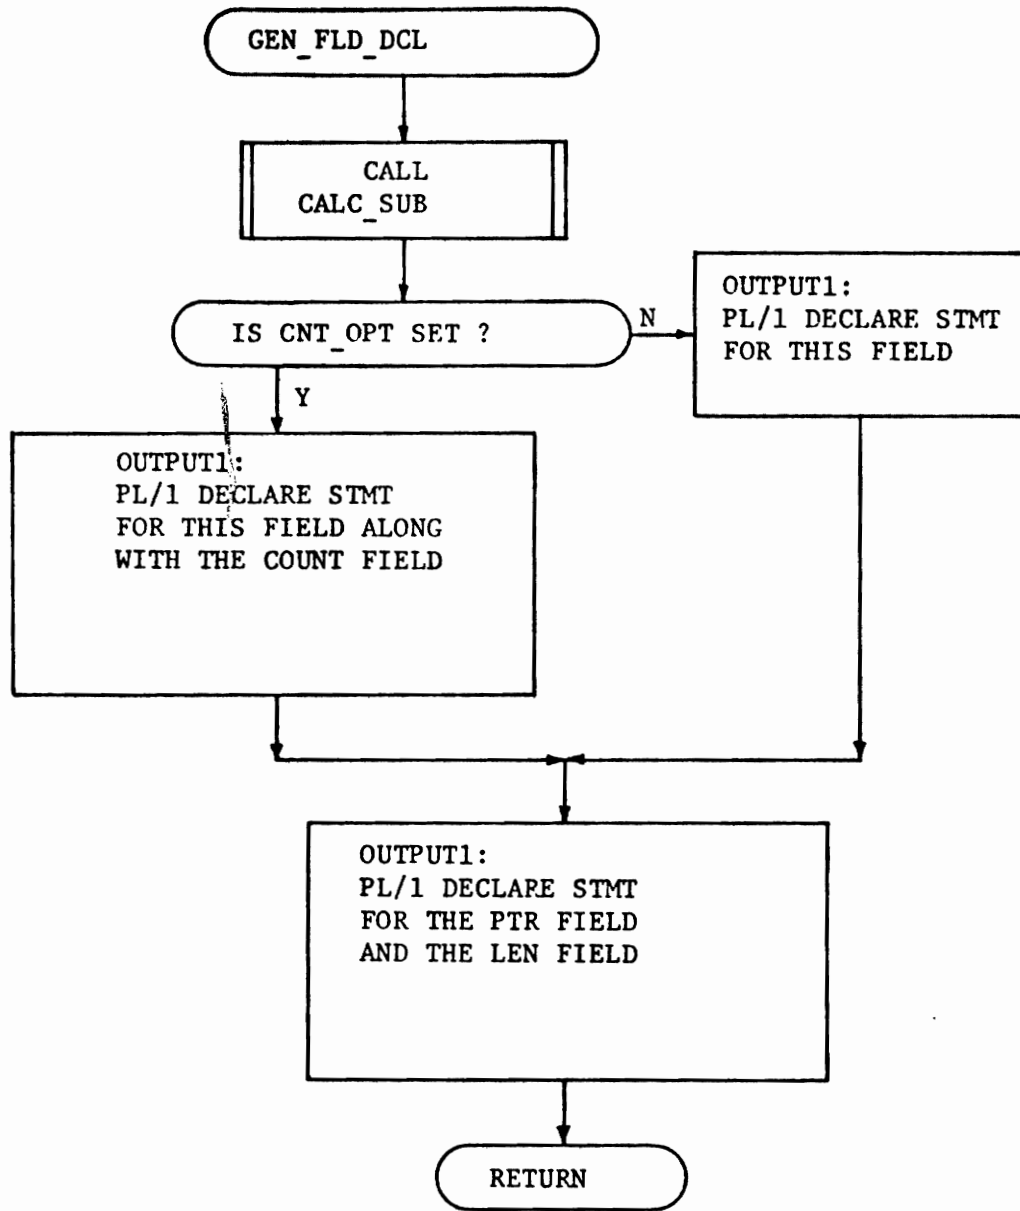 GEN_FLD_DCL
CALL
CALC_SUB
IS CNT_OPT SET ?
N
OUTPUT1:
PL/1 DECLARE STMT
FOR THIS FIELD
Y
OUTPUT1:
PL/1 DECLARE STMT
FOR THIS FIELD ALONG
WITH THE COUNT FIELD
OUTPUT1:
PL/1 DECLARE STMT
FOR THE PTR FIELD
AND THE LEN FIELD
RETURN